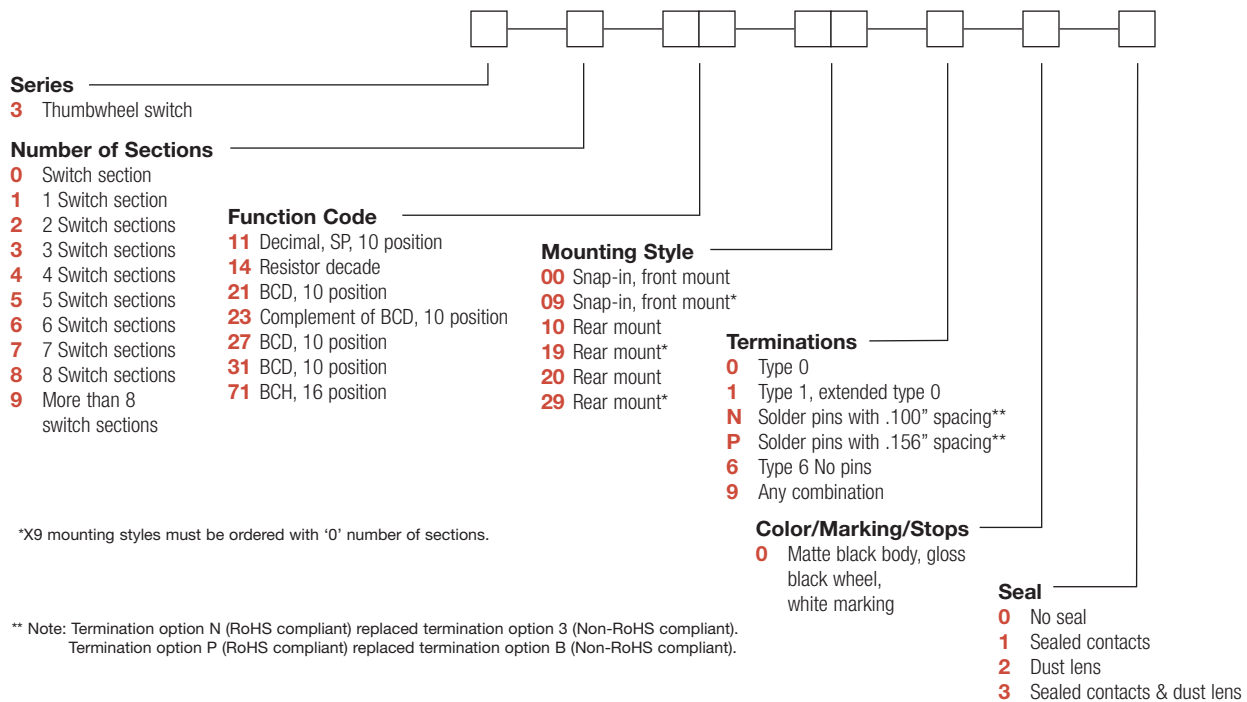 Series
3 Thumbwheel switch
Number of Sections
0 Switch section
1 1 Switch section
2 2 Switch sections
3 3 Switch sections
4 4 Switch sections
5 5 Switch sections
6 6 Switch sections
7 7 Switch sections
8 8 Switch sections
9 More than 8
switch sections
Function Code
11 Decimal, SP, 10 position
14 Resistor decade
21 BCD, 10 position
23 Complement of BCD, 10 position
27 BCD, 10 position
31 BCD, 10 position
71 BCH, 16 position
Mounting Style
00 Snap-in, front mount
09 Snap-in, front mount*
10 Rear mount
19 Rear mount*
20 Rear mount
29 Rear mount*
Terminations
0 Type 0
1 Type 1, extended type 0
N Solder pins with .100” spacing**
P Solder pins with .156” spacing**
6 Type 6 No pins
9 Any combination
*X9 mounting styles must be ordered with ‘0’ number of sections.
Color/Marking/Stops
0 Matte black body, gloss
black wheel,
white marking
Seal
0 No seal
1 Sealed contacts
2 Dust lens
3 Sealed contacts & dust lens
** Note: Termination option N (RoHS compliant) replaced termination option 3 (Non-RoHS compliant).
Termination option P (RoHS compliant) replaced termination option B (Non-RoHS compliant).